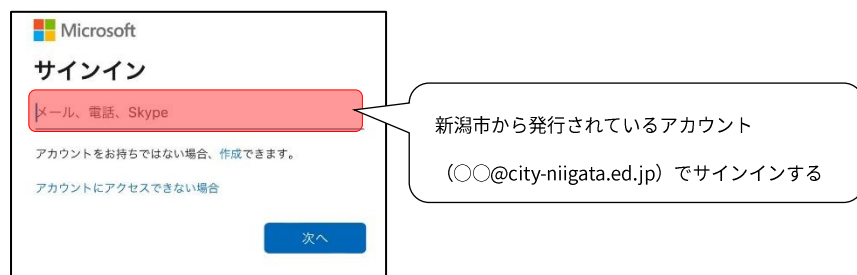 Microsoft
サインイン
メール、電話、Skype
アカウントをお持ちではない場合、作成できます。
アカウントにアクセスできない場合
次へ
新潟市から発行されているアカウント
（○○@city-niigata.ed.jp）でサインインする